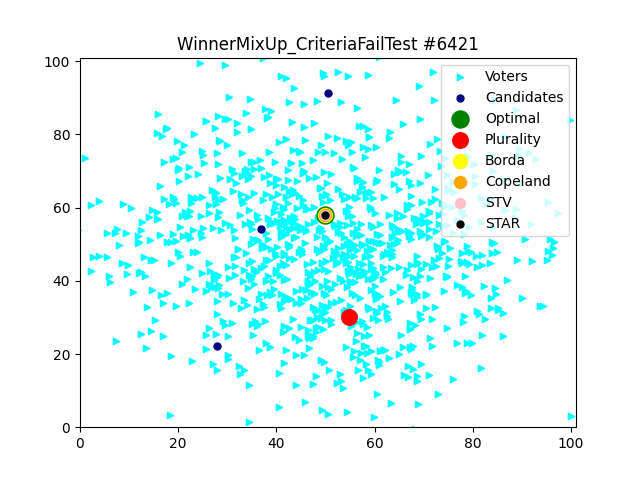 WinnerMixUp_CriteriaFailTest #6421
100
80
60
40
20
0
0 20 40 60 80 100
Voters
Candidates
Optimal
Plurality
Borda
Copeland
STV
STAR